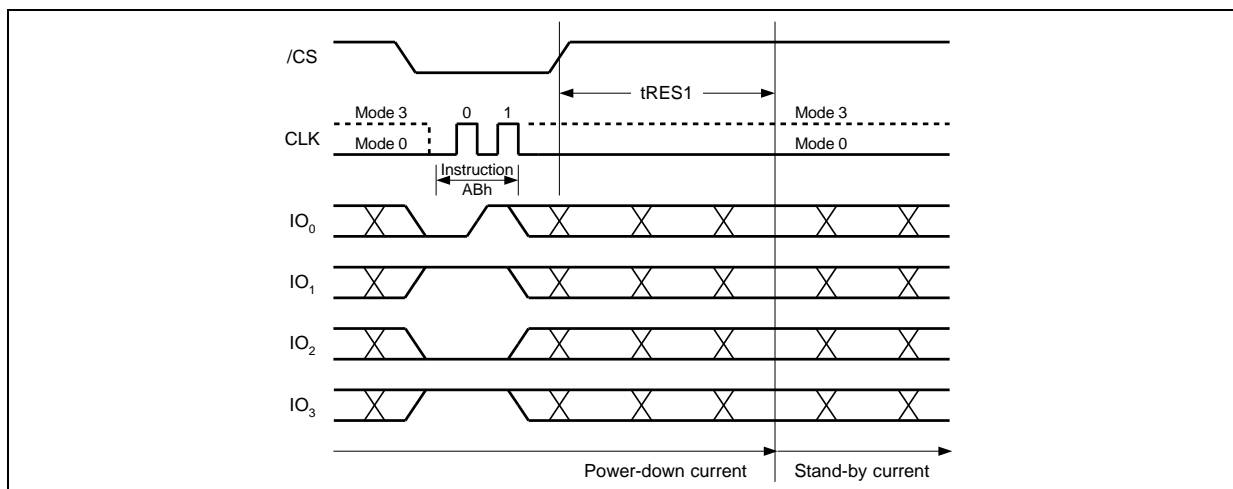 /CS
tRES1
Mode 3 0 1 Mode 3
CLK
Mode 0 Mode 0
Instruction
ABh
IO0
IO1
IO2
IO3
Power-down current Stand-by current